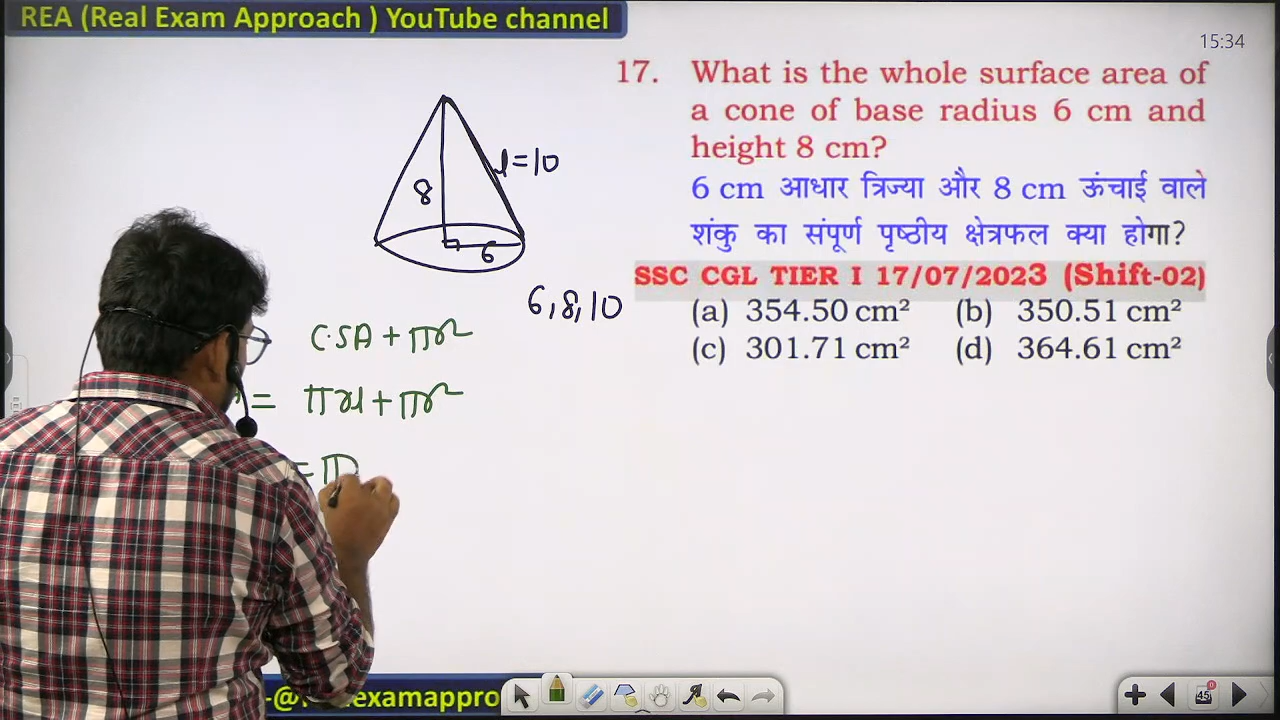 REA (Real Exam Approach ) YouTube channel
15:34
17. What is the whole surface area of
a cone of base radius 6 cm and
height 8 cm?
6 cm आधार त्रिज्या और 8 cm ऊंचाई वाले
शंकु का संपूर्ण पृष्ठीय क्षेत्रफल क्या होगा?
SSC CGL TIER I 17/07/2023 (Shift-02)
(a) 354.50 cm² (b) 350.51 cm²
(c) 301.71 cm² (d) 364.61 cm²
l=10
8
6
6,8,10
C.SA + πr²
= πrl + πr²
= π
45